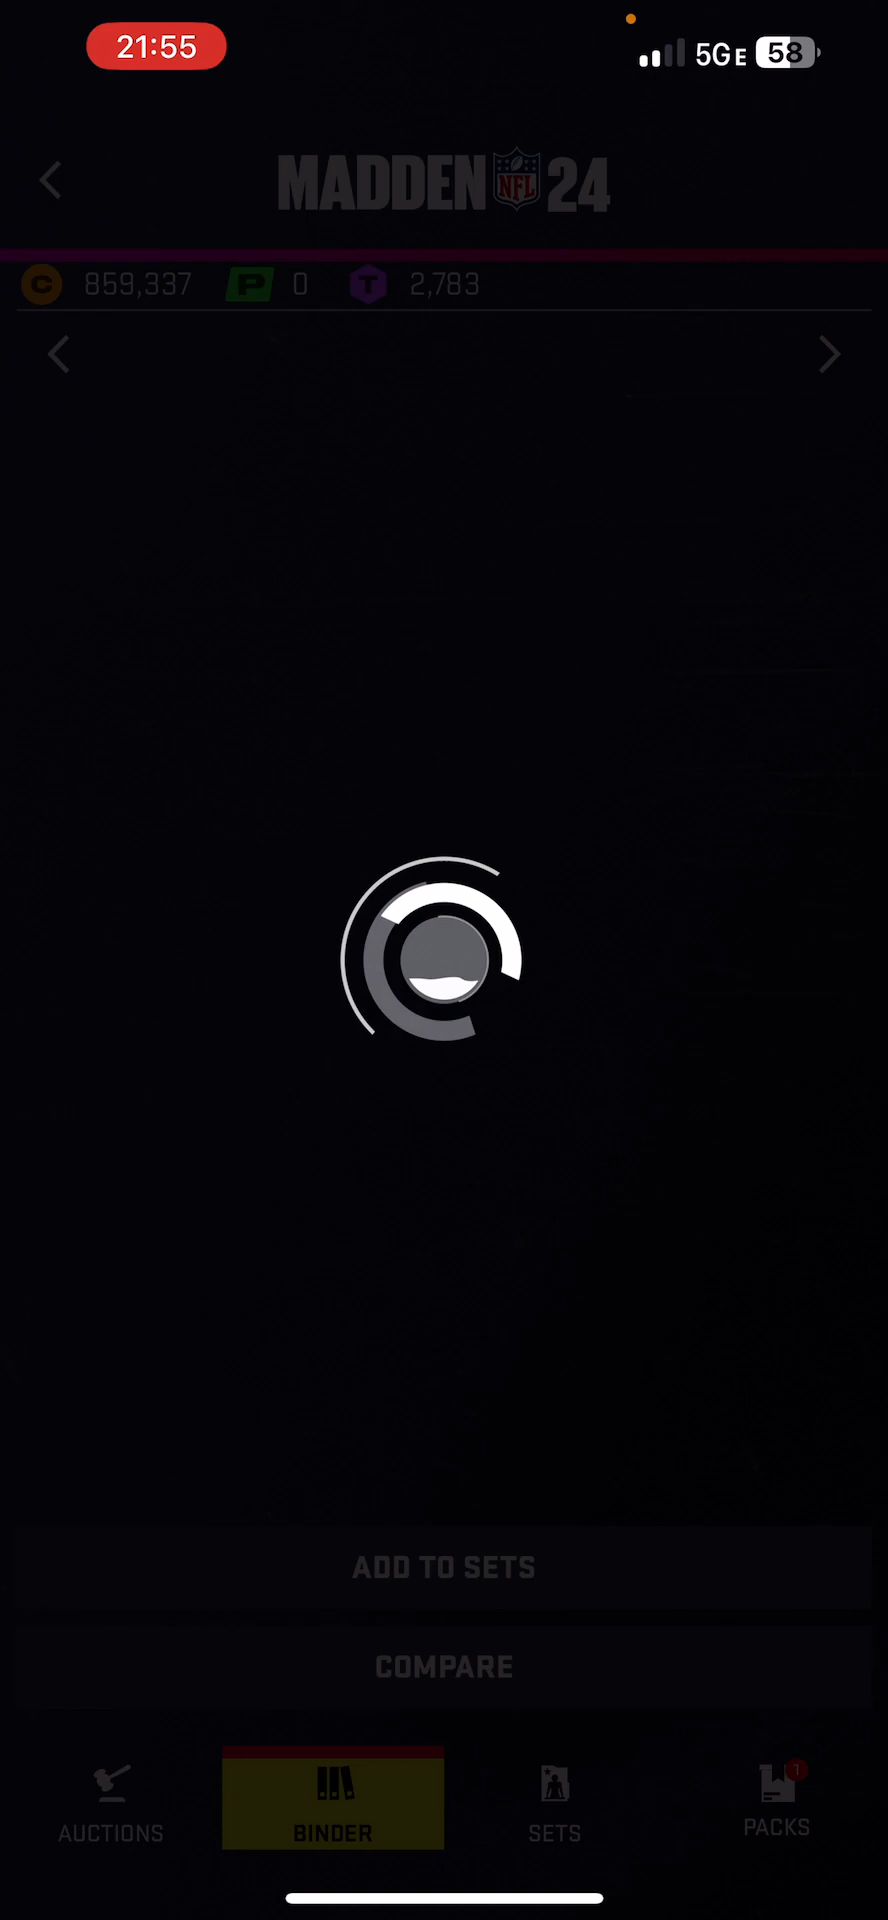 21:55
5GE 58
MADDEN NFL 24
C 859,337 P 0 T 2,783
ADD TO SETS
COMPARE
1
AUCTIONS BINDER SETS PACKS